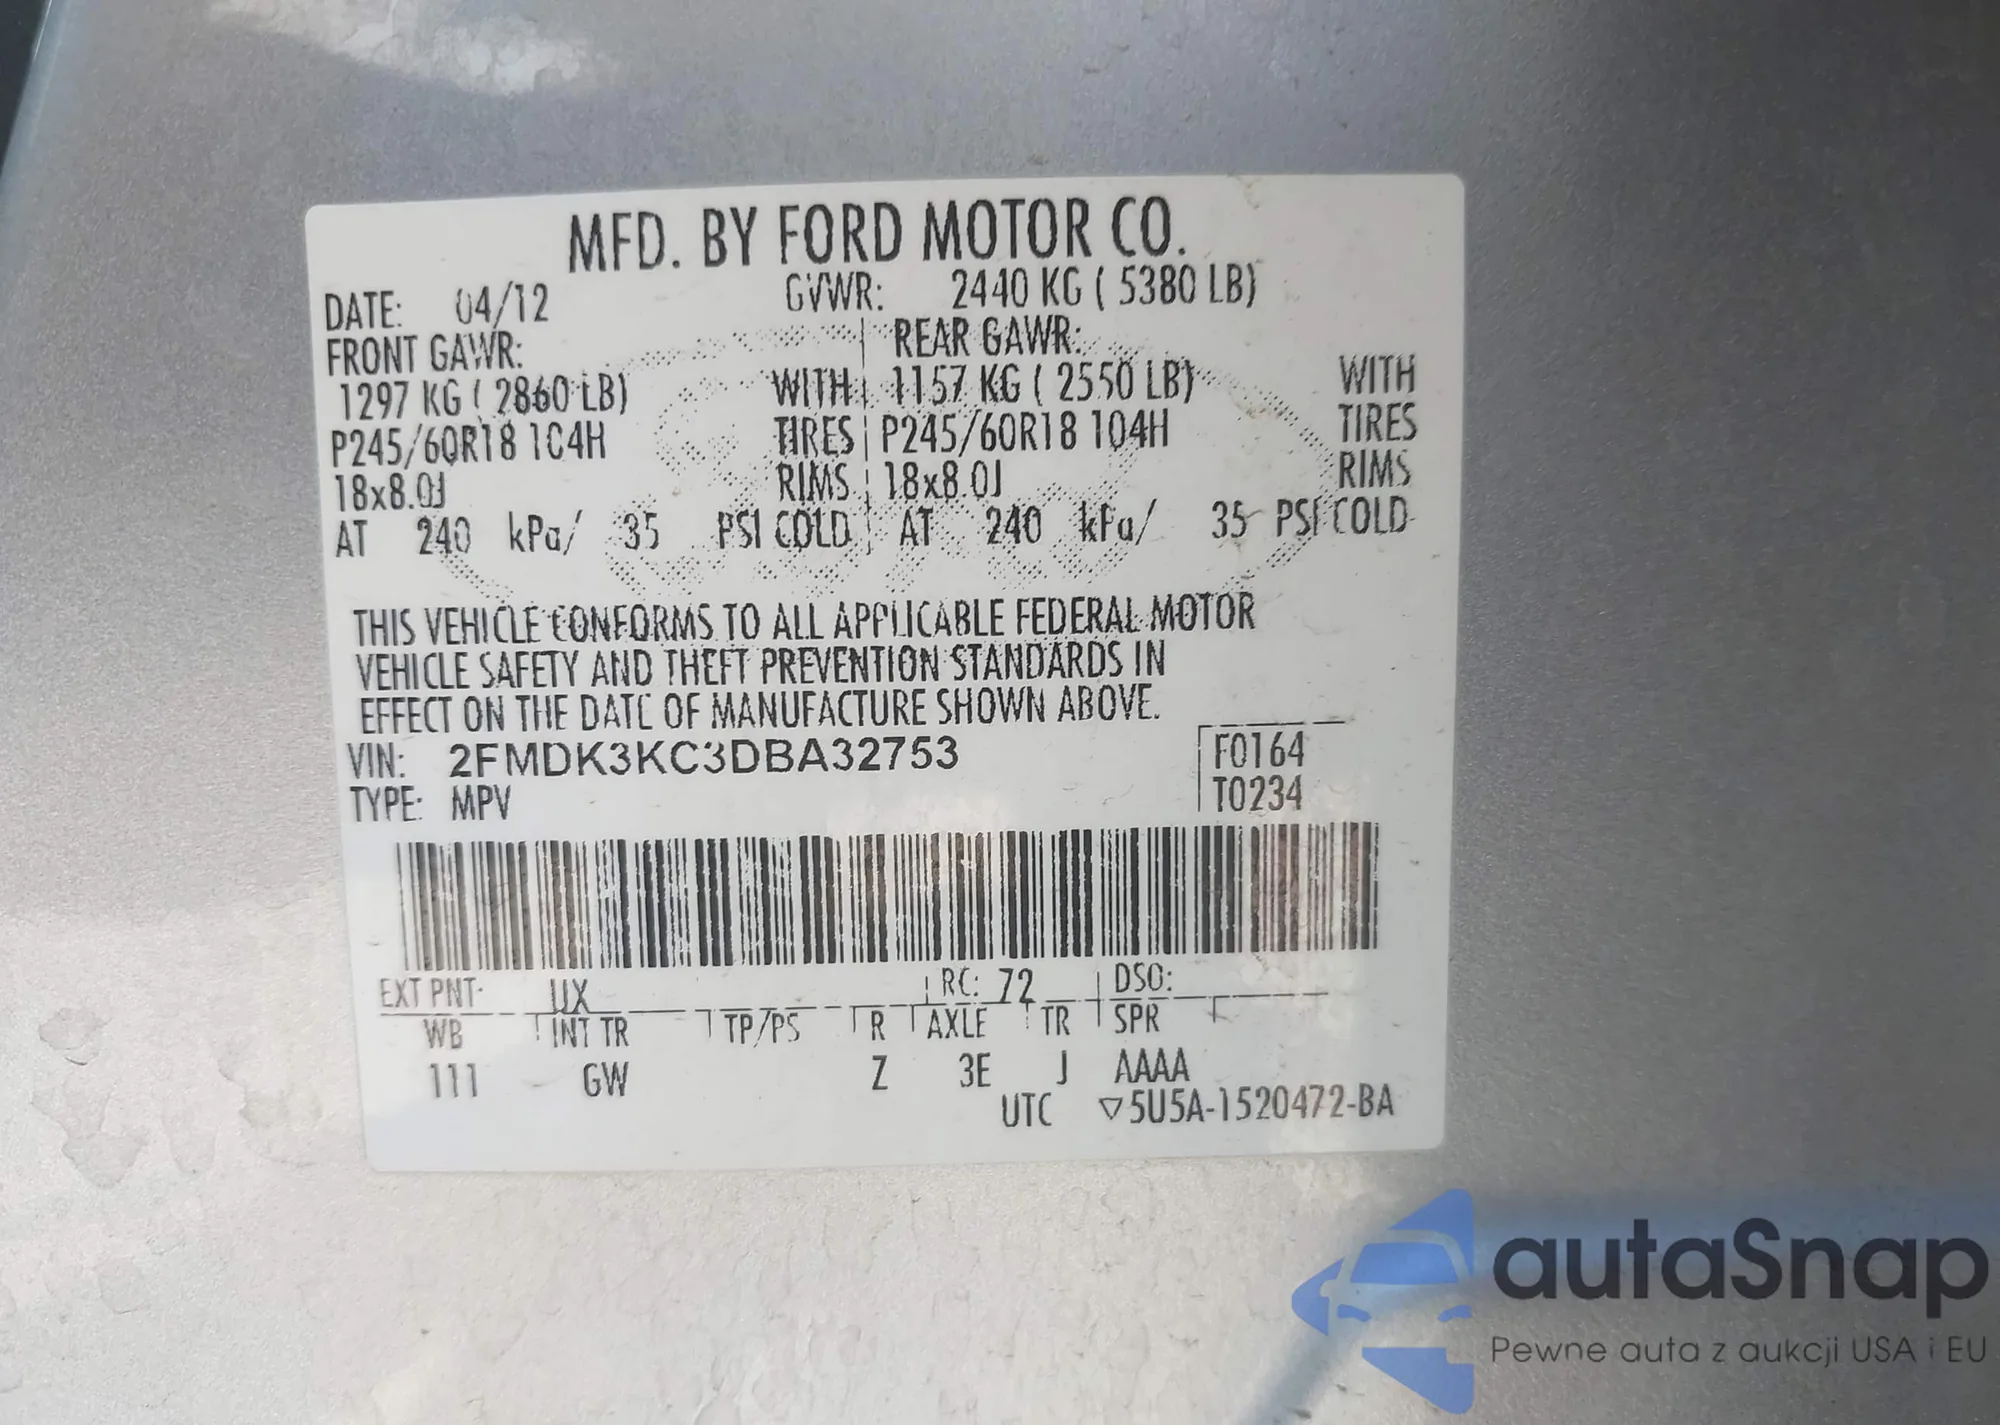 MFD. BY FORD MOTOR CO.
DATE: 04/12 GVWR: 2440 KG ( 5380 LB)
FRONT GAWR: REAR GAWR:
1297 KG ( 2860 LB) WITH 1157 KG ( 2550 LB) WITH
P245/60R18 104H TIRES P245/60R18 104H TIRES
18x8.0J RIMS 18x8.0J RIMS
AT 240 kPa/ 35 PSI COLD AT 240 kPa/ 35 PSI COLD
THIS VEHICLE CONFORMS TO ALL APPLICABLE FEDERAL MOTOR
VEHICLE SAFETY AND THEFT PREVENTION STANDARDS IN
EFFECT ON THE DATE OF MANUFACTURE SHOWN ABOVE.
VIN: 2FMDK3KC3DBA32753 F0164
TYPE: MPV T0234
EXT PNT: UX RC: 72 DSO:
WB INT TR TP/PS R AXLE TR SPR
111 GW Z 3E J AAAA
UTC ▽5U5A-1520472-BA
autaSnap
Pewne auta z aukcji USA i EU